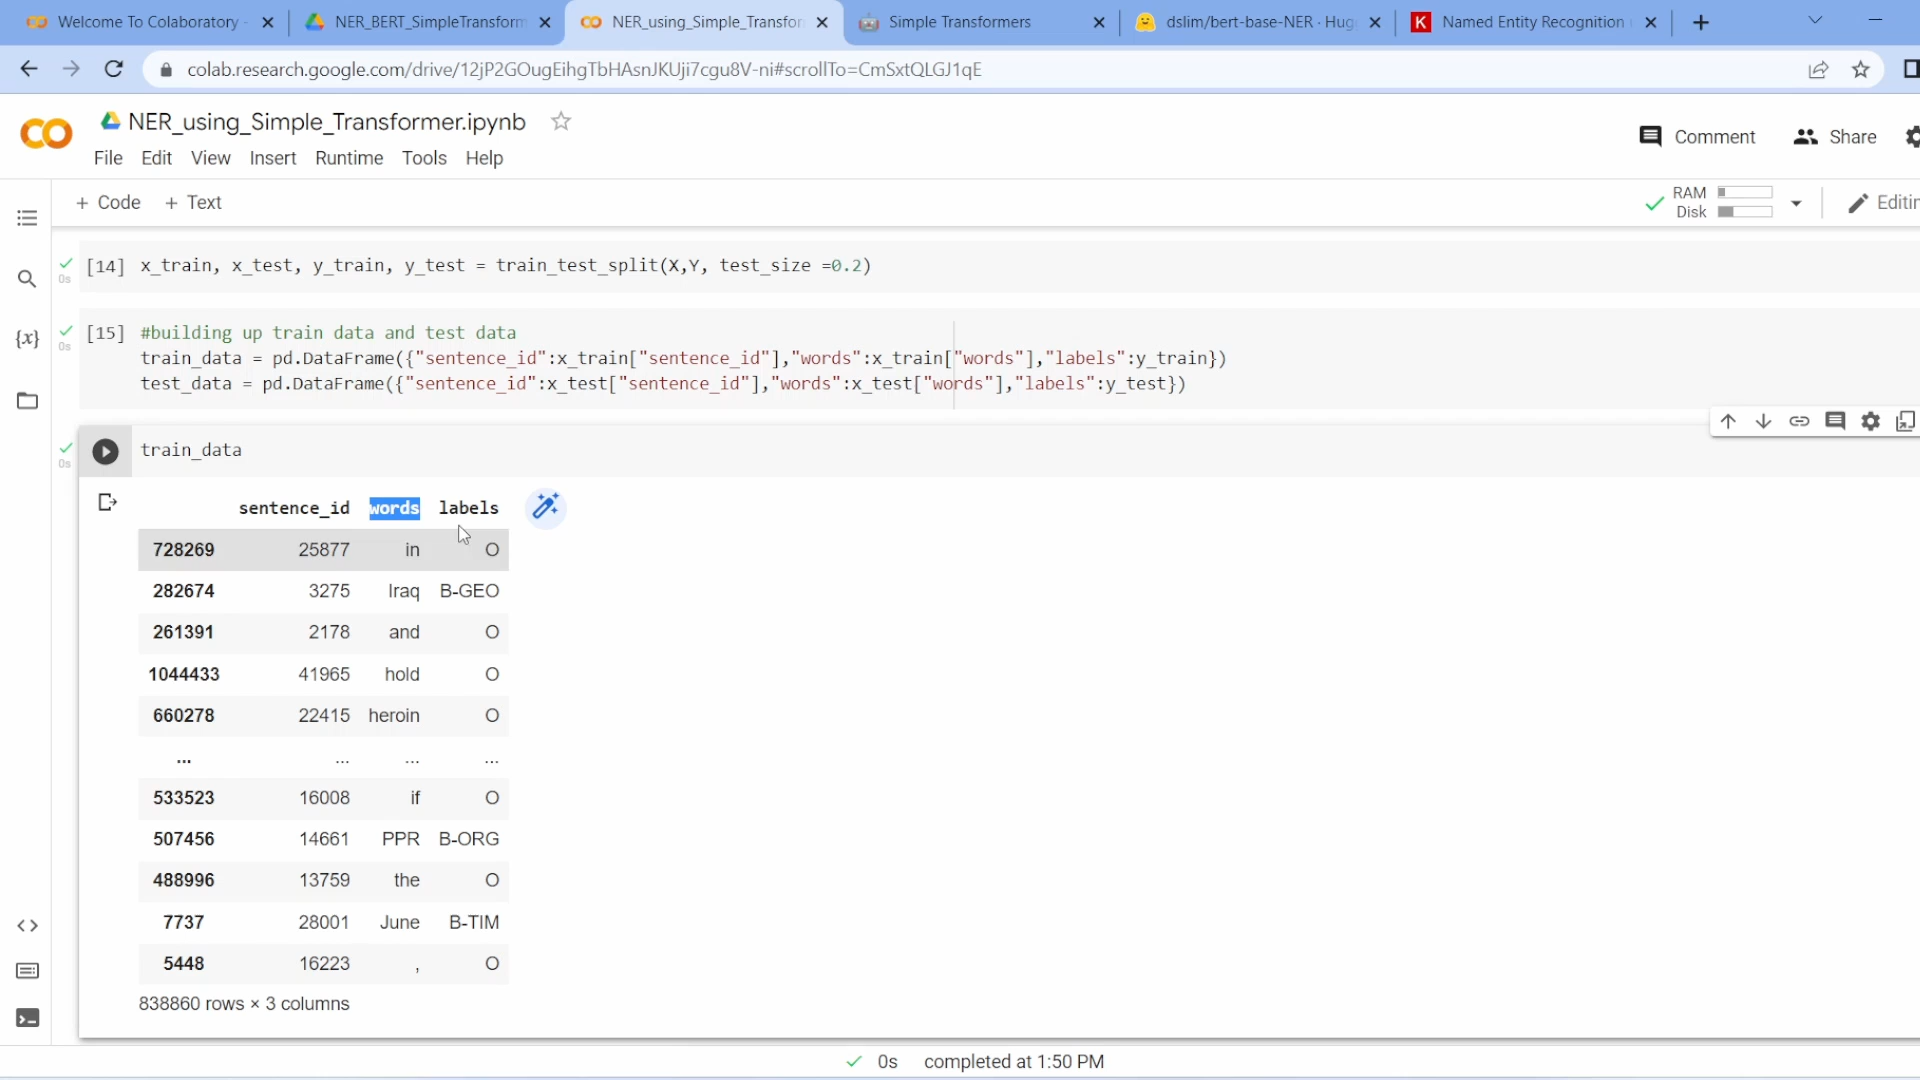 Welcome To Colaboratory
NER_BERT_SimpleTransform
NER_using_Simple_Transfor
Simple Transformers
dslim/bert-base-NER · Hug
K Named Entity Recognition
colab.research.google.com/drive/12jP2GOugEihgTbHAsnJKUji7cgu8V-ni#scrollTo=CmSxtQLGJ1qE
NER_using_Simple_Transformer.ipynb
Comment Share
File Edit View Insert Runtime Tools Help
+ Code + Text
RAM
Disk
Editin
[14] x_train, x_test, y_train, y_test = train_test_split(X,Y, test_size =0.2)
0s
[15] #building up train data and test data
0s
train_data = pd.DataFrame({"sentence_id":x_train["sentence_id"],"words":x_train["words"],"labels":y_train})
test_data = pd.DataFrame({"sentence_id":x_test["sentence_id"],"words":x_test["words"],"labels":y_test})
train_data
0s
sentence_id words labels
728269 25877 in O
282674 3275 Iraq B-GEO
261391 2178 and O
1044433 41965 hold O
660278 22415 heroin O
... ... ... ...
533523 16008 if O
507456 14661 PPR B-ORG
488996 13759 the O
7737 28001 June B-TIM
5448 16223 , O
838860 rows × 3 columns
0s completed at 1:50 PM